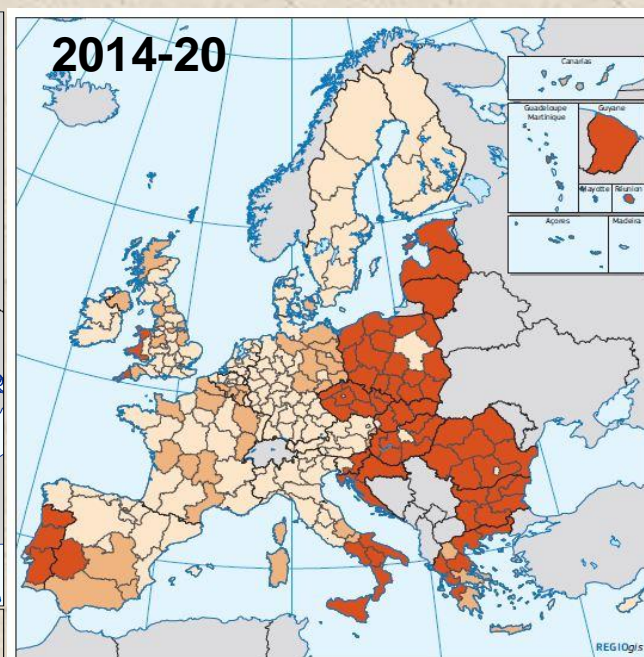 2014-20
Canarias
Guadeloupe
Martinique
Guyane
Mayotte
Réunion
Açores
Madeira
REGIOgis